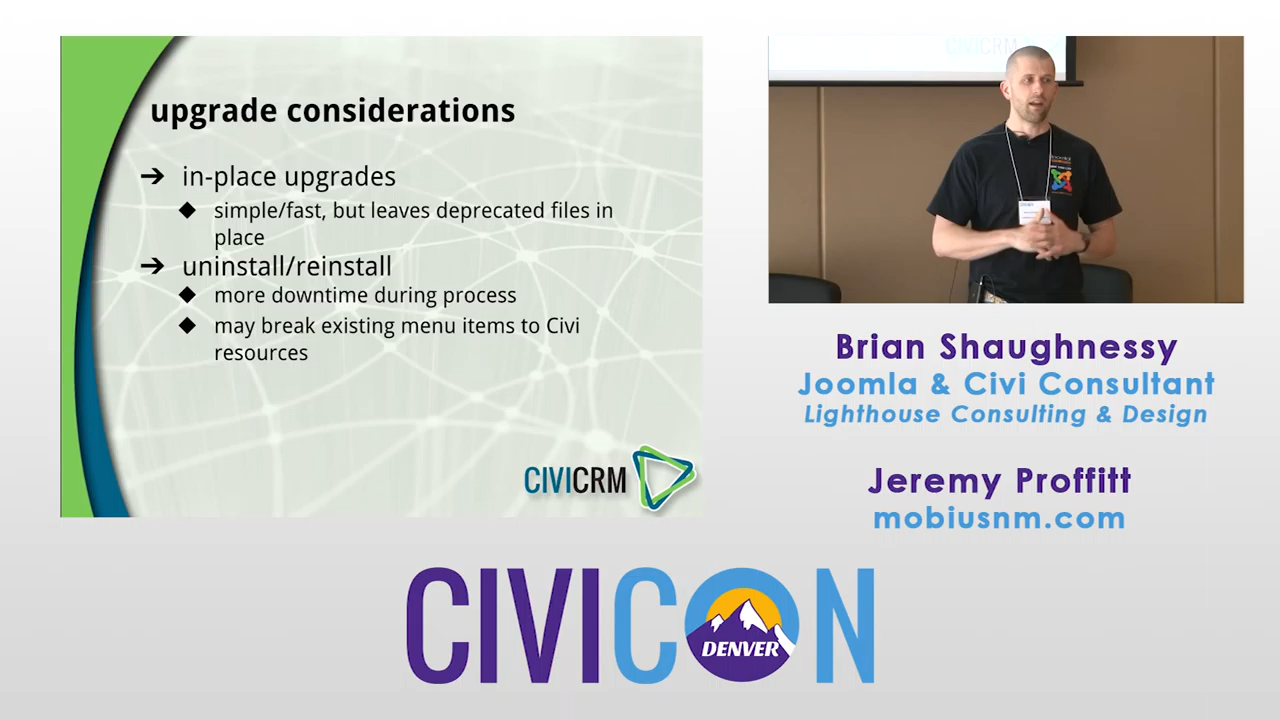 upgrade considerations
➔ in-place upgrades
◆ simple/fast, but leaves deprecated files in
place
➔ uninstall/reinstall
◆ more downtime during process
◆ may break existing menu items to Civi
resources
CIVICRM
CIVICRM
Brian Shaughnessy
Joomla & Civi Consultant
Lighthouse Consulting & Design
Jeremy Proffitt
mobiusnm.com
CIVICON
DENVER